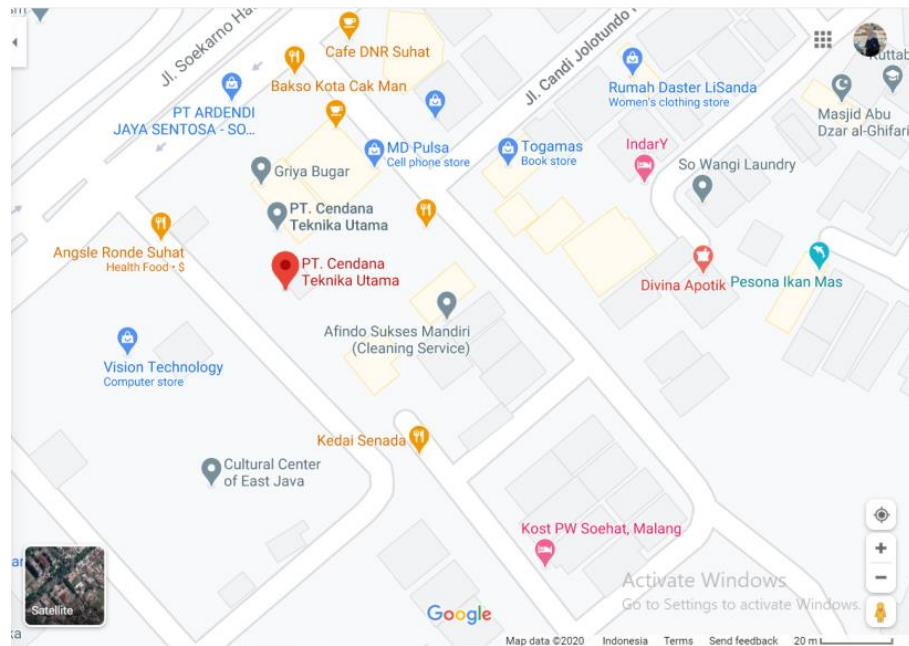 Jl. Soekarno Ha
Cafe DNR Suhat
Bakso Kota Cak Man
Jl. Candi Jolotundo
Rumah Daster LiSanda
Women's clothing store
Kuttab
PT ARDENDI
JAYA SENTOSA - SO...
Masjid Abu
Dzar al-Ghifari
MD Pulsa
Cell phone store
Togamas
Book store
IndarY
So Wangi Laundry
Griya Bugar
PT. Cendana
Teknika Utama
Angsle Ronde Suhat
Health Food • $
PT. Cendana
Teknika Utama
Divina Apotik
Pesona Ikan Mas
Afindo Sukses Mandiri
(Cleaning Service)
Vision Technology
Computer store
Kedai Senada
Cultural Center
of East Java
Kost PW Soehat, Malang
Satellite
Activate Windows
Go to Settings to activate Windows.
Google
Map data ©2020 Indonesia Terms Send feedback 20 m